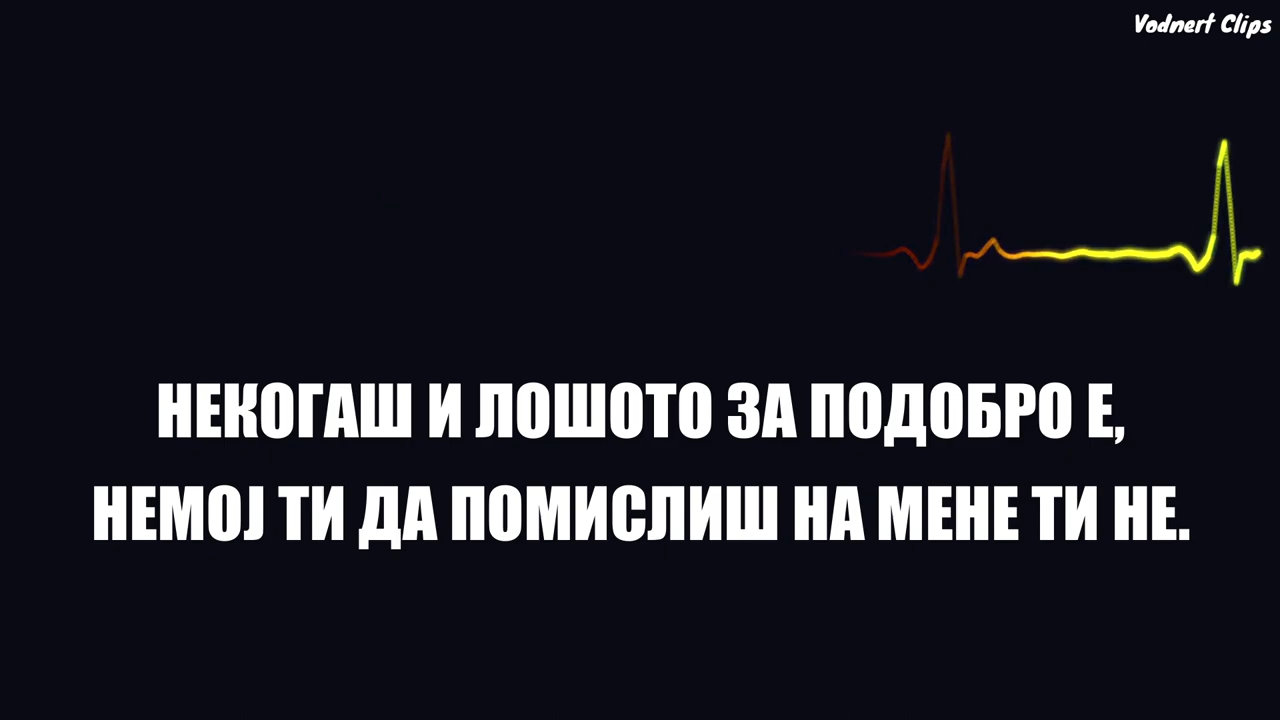 Vodnert Clips
НЕКОГАШ И ЛОШОТО ЗА ПОДОБРО Е,
НЕМОЈ ТИ ДА ПОМИСЛИШ НА МЕНЕ ТИ НЕ.